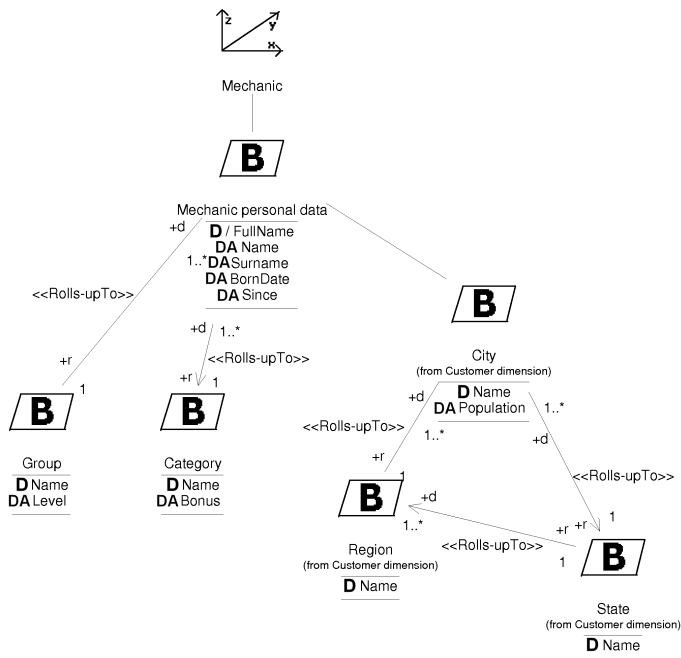 z
y
x
Mechanic
B
Mechanic personal data
+d
D / FullName
DA Name
1..* DA Surname
DA BornDate
DA Since
<<Rolls-upTo>>
B
+d 1..*
<<Rolls-upTo>>
+r
1
+r 1
City
(from Customer dimension)
B
B
+d
D Name
DA Population
1..*
<<Rolls-upTo>>
1..*
+d
Group
D Name
DA Level
Category
D Name
DA Bonus
+r
1
<<Rolls-upTo>>
B
+d
1..*
+r +r 1
<<Rolls-upTo>>
1
B
Region
(from Customer dimension)
D Name
State
(from Customer dimension)
D Name